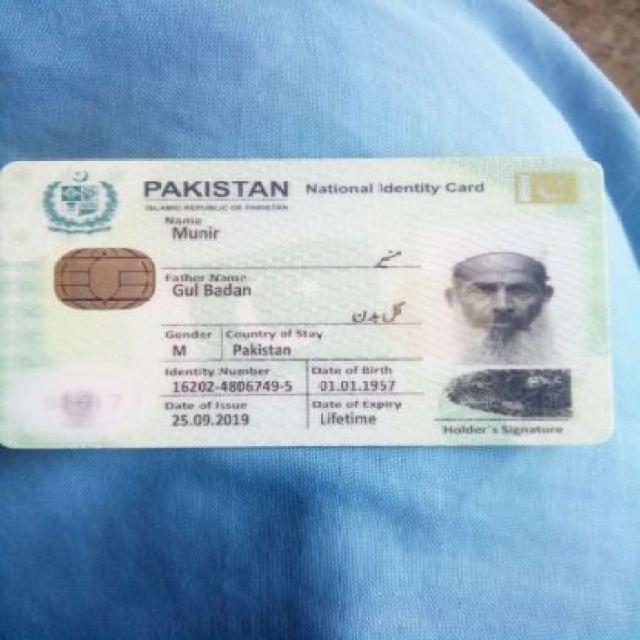 PAKISTAN National Identity Card
ISLAMIC REPUBLIC OF PAKISTAN
Name
Munir
منیر
Father Name
Gul Badan
گل بدن
Gender Country of Stay
M Pakistan
Identity Number Date of Birth
16202-4806749-5 01.01.1957
Date of Issue Date of Expiry
25.09.2019 Lifetime
Holder's Signature